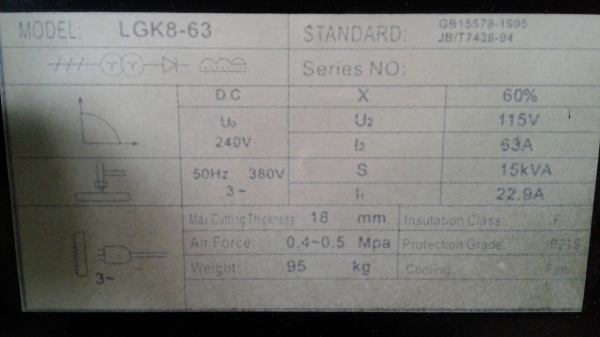 MODEL: LGK8-63 STANDARD: GB15579-1995
JB/T7438-94
Series NO:
DC X 60%
U₀ U2 115V
240V I2 63A
50Hz 380V S 15kVA
3~ I₁ 22.9A
Max Cutting Thickness 18 mm Insulation Class: F
Air Force: 0.4~0.5 Mpa Protection Grade: IP21S
3~ Weight: 95 kg Cooling Fan